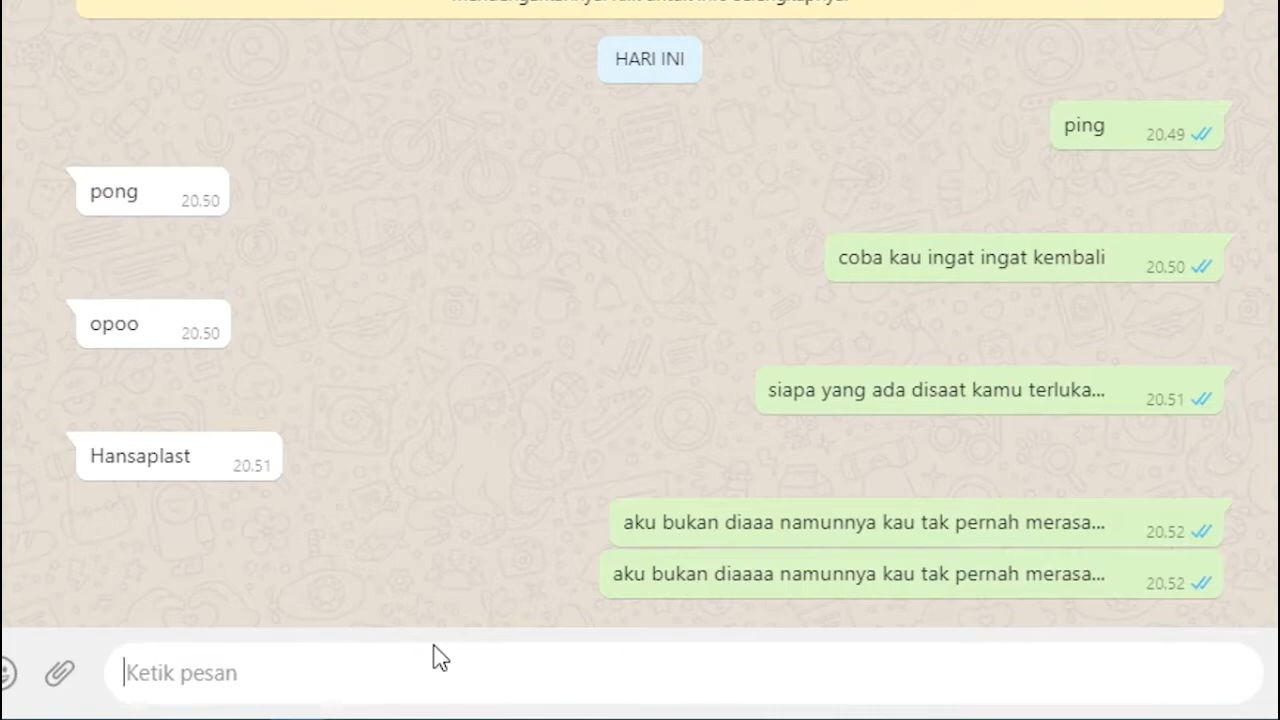 HARI INI
ping 20.49
pong 20.50
coba kau ingat ingat kembali 20.50
opoo 20.50
siapa yang ada disaat kamu terluka... 20.51
Hansaplast 20.51
aku bukan diaaa namunnya kau tak pernah merasa... 20.52
aku bukan diaaaa namunnya kau tak pernah merasa... 20.52
Ketik pesan